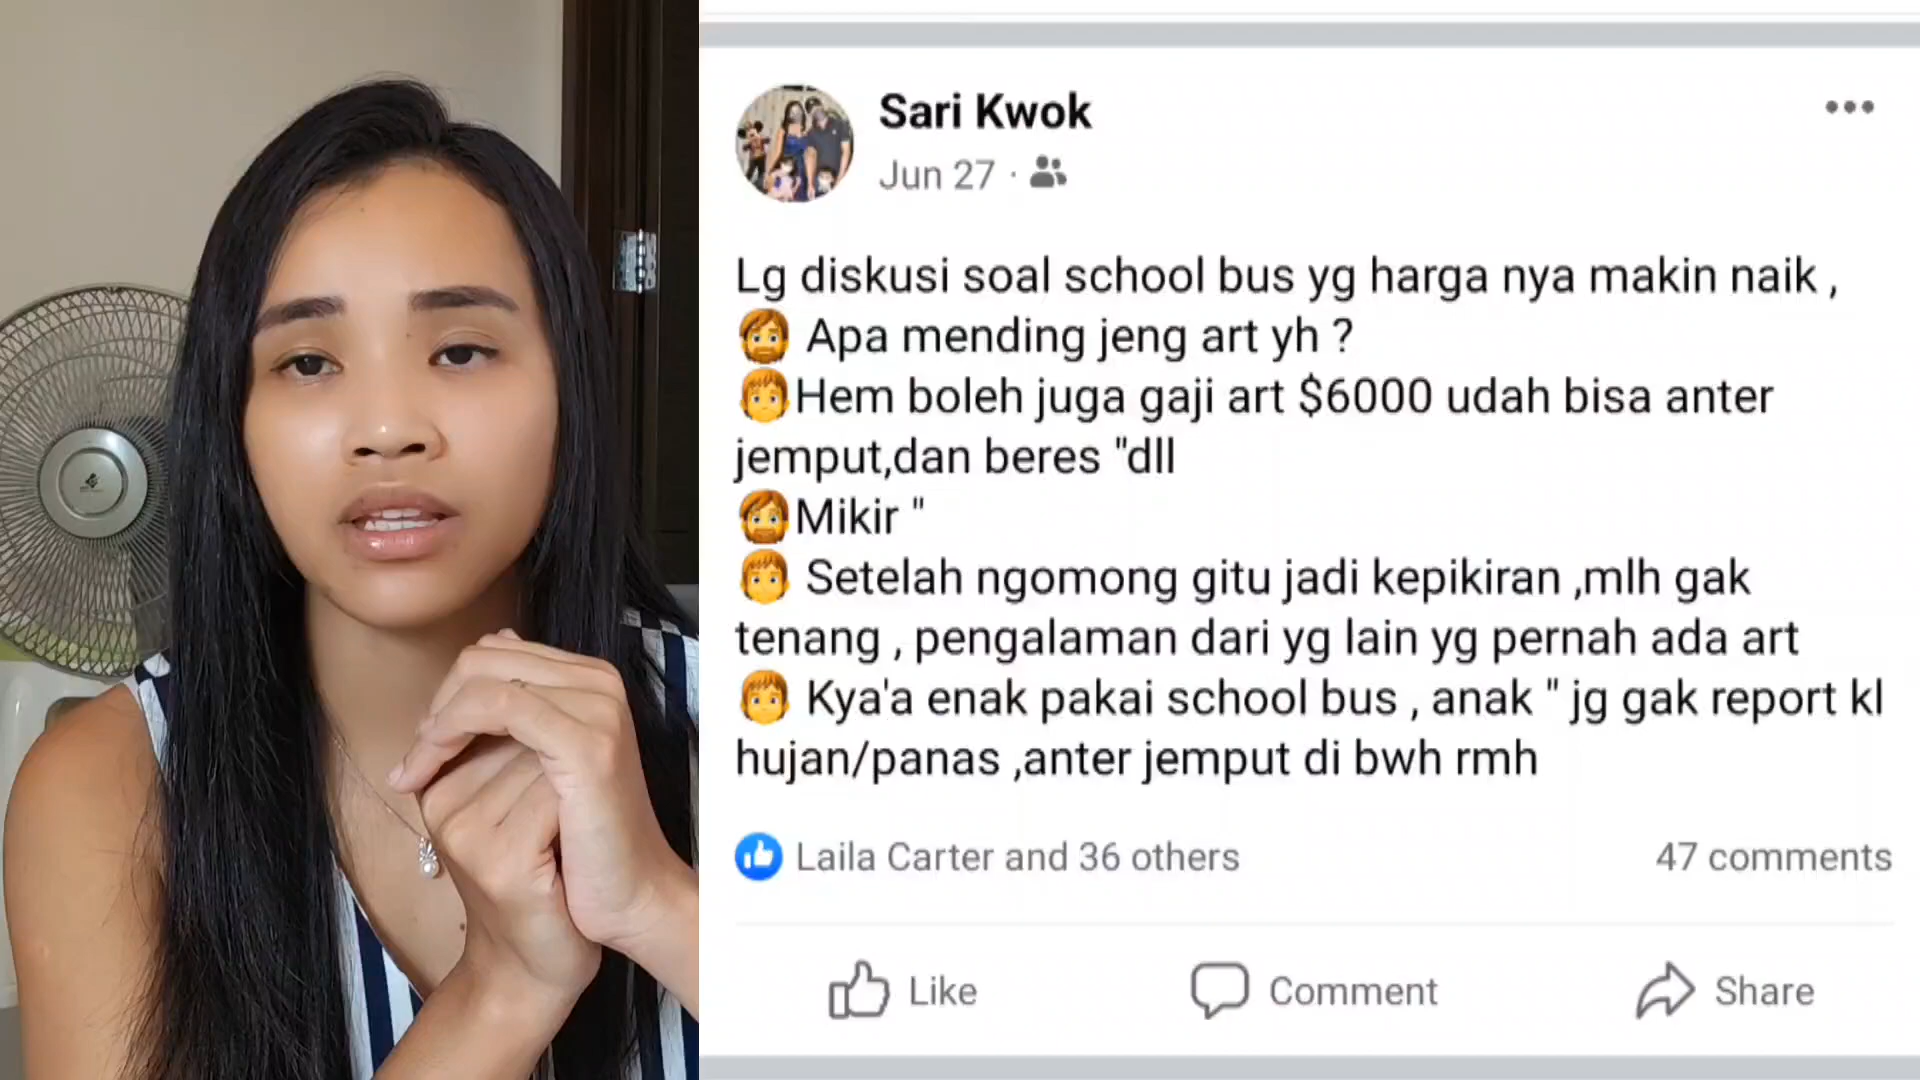 Sari Kwok
Jun 27 ·
Lg diskusi soal school bus yg harga nya makin naik ,
🧔 Apa mending jeng art yh ?
👩Hem boleh juga gaji art $6000 udah bisa anter
jemput,dan beres "dll
🧔Mikir "
👩 Setelah ngomong gitu jadi kepikiran ,mlh gak
tenang , pengalaman dari yg lain yg pernah ada art
👩 Kya'a enak pakai school bus , anak " jg gak report kl
hujan/panas ,anter jemput di bwh rmh
Laila Carter and 36 others
47 comments
Like
Comment
Share